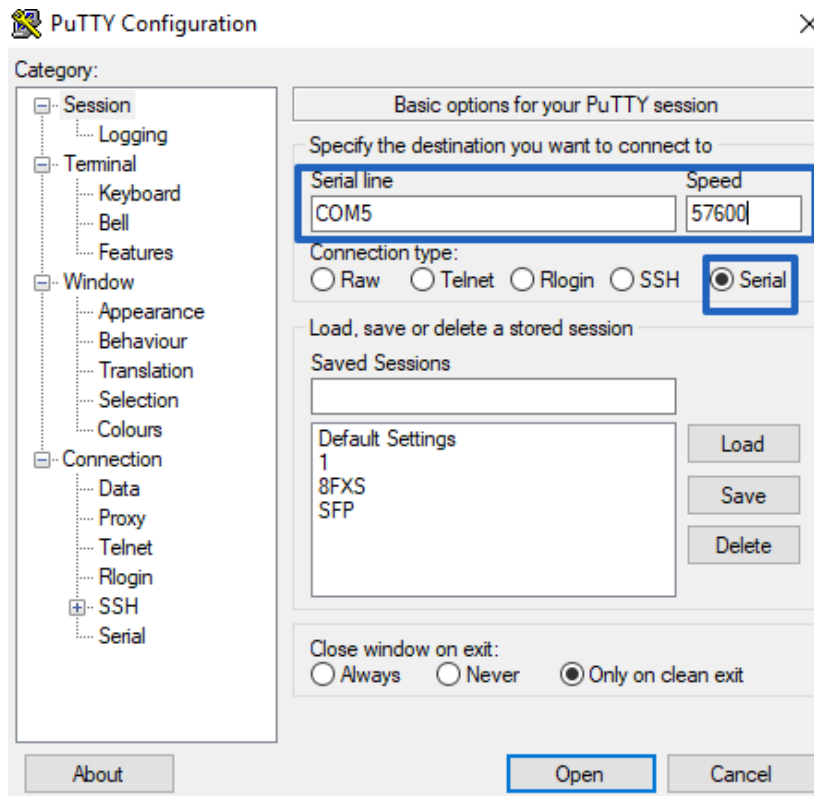 PuTTY Configuration
Category:
Session
Logging
Terminal
Keyboard
Bell
Features
Window
Appearance
Behaviour
Translation
Selection
Colours
Connection
Data
Proxy
Telnet
Rlogin
SSH
Serial
Basic options for your PuTTY session
Specify the destination you want to connect to
Serial line Speed
COM5 57600
Connection type:
Raw Telnet Rlogin SSH Serial
Load, save or delete a stored session
Saved Sessions
Default Settings
1
8FXS
SFP
Load
Save
Delete
Close window on exit:
Always Never Only on clean exit
About Open Cancel